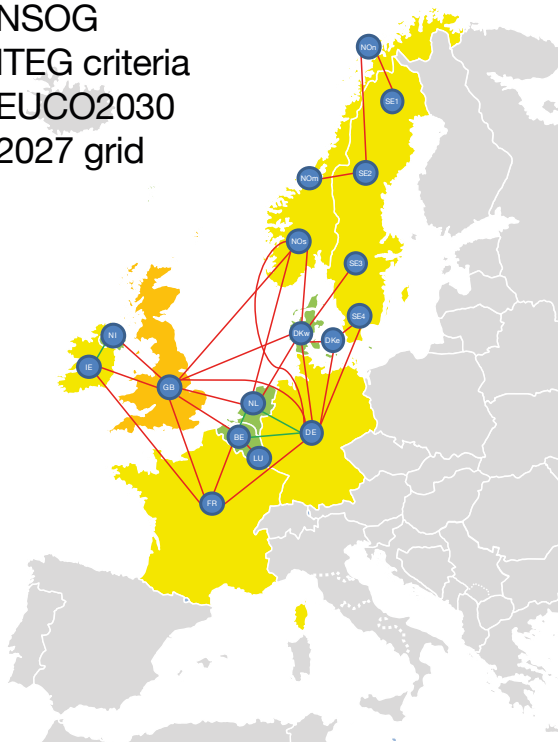 NSOG
ITEG criteria
EUCO2030
2027 grid
NOn
SE1
SE2
NOm
NOs
SE3
SE4
DKw
DKe
NI
IE
GB
NL
BE
DE
LU
FR